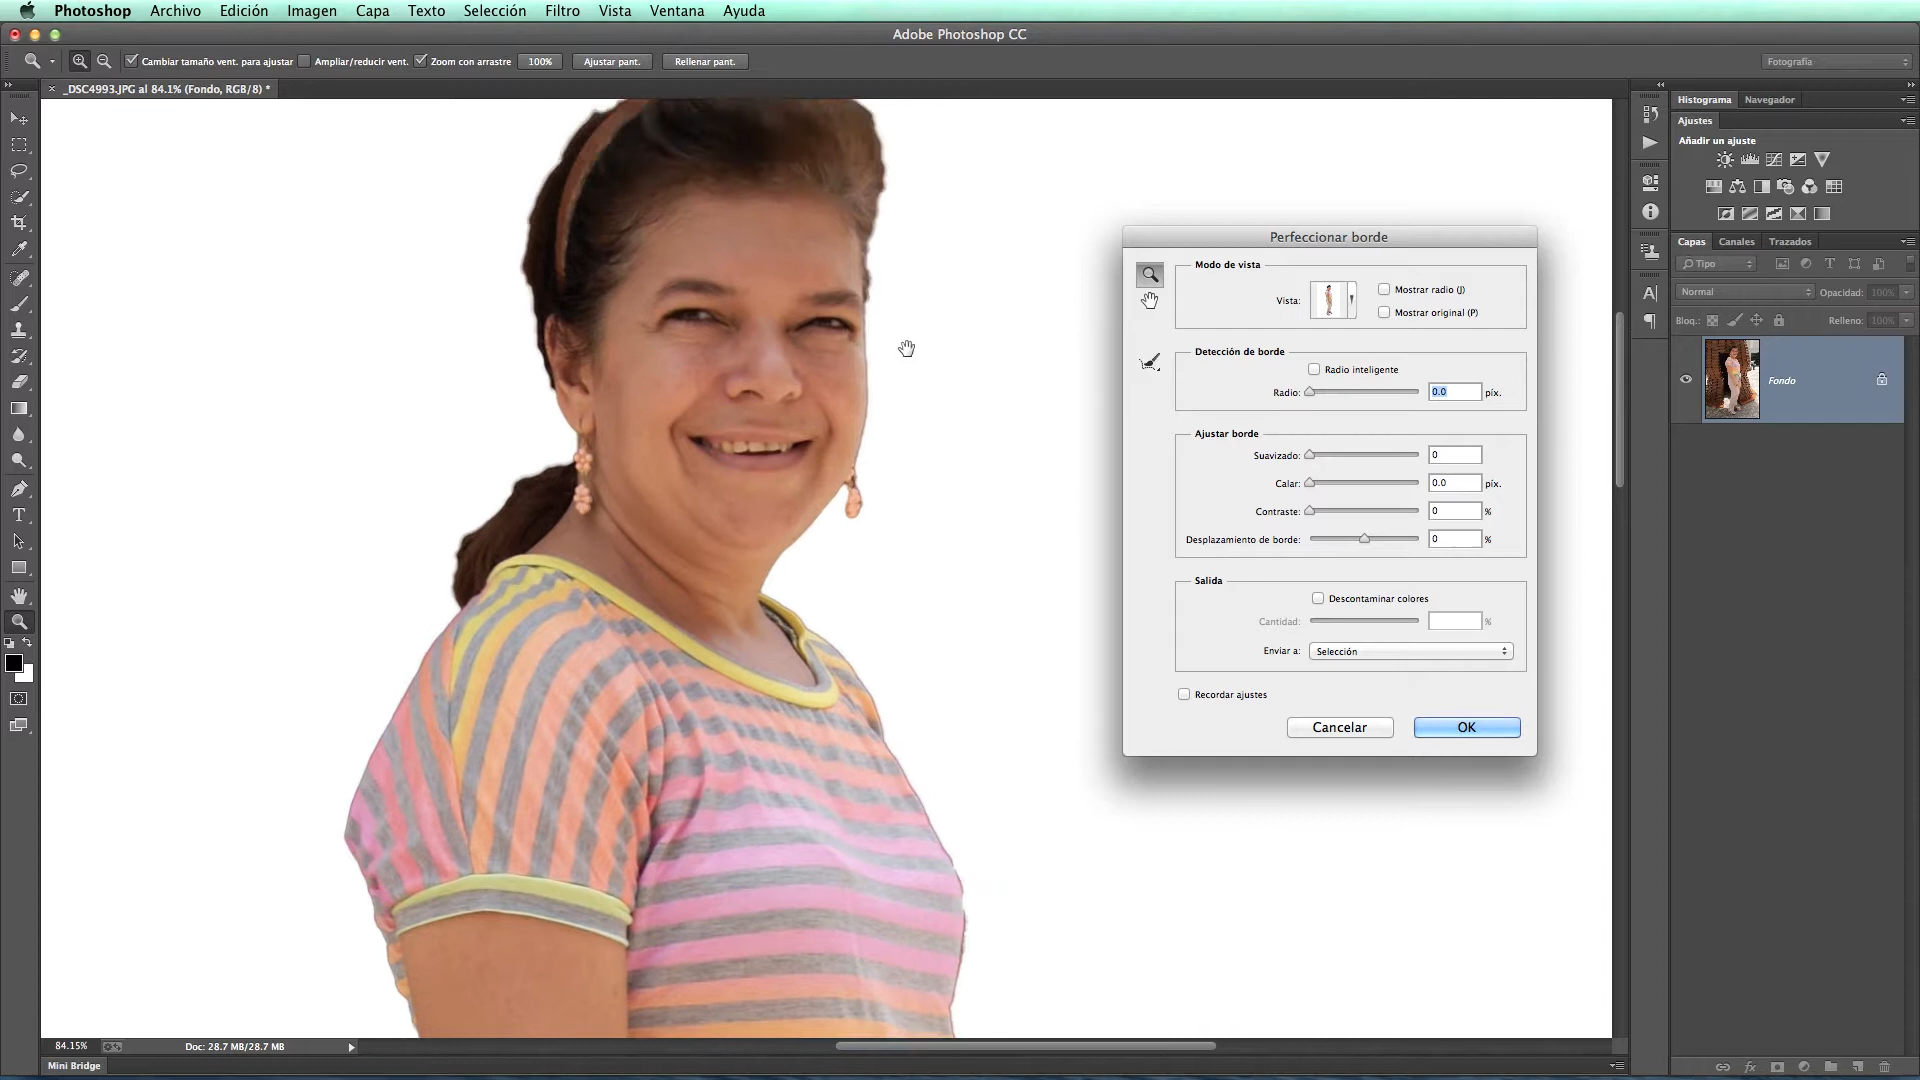 Photoshop Archivo Edición Imagen Capa Texto Selección Filtro Vista Ventana Ayuda
Adobe Photoshop CC
Cambiar tamaño vent. para ajustar Ampliar/reducir vent. Zoom con arrastre 100% Ajustar pant. Rellenar pant. Fotografía
_DSC4993.JPG al 84.1% (Fondo, RGB/8) *
Histograma Navegador
Ajustes
Añadir un ajuste
Capas Canales Trazados
Tipo
Normal Opacidad: 100%
Bloq.: Relleno: 100%
Fondo
Perfeccionar borde
Modo de vista
Vista:
Mostrar radio (J)
Mostrar original (P)
Detección de borde
Radio inteligente
Radio: 0.0 píx.
Ajustar borde
Suavizado: 0
Calar: 0.0 píx.
Contraste: 0 %
Desplazamiento de borde: 0 %
Salida
Descontaminar colores
Cantidad: %
Enviar a: Selección
Recordar ajustes
Cancelar OK
84.15% Doc: 28.7 MB/28.7 MB
Mini Bridge